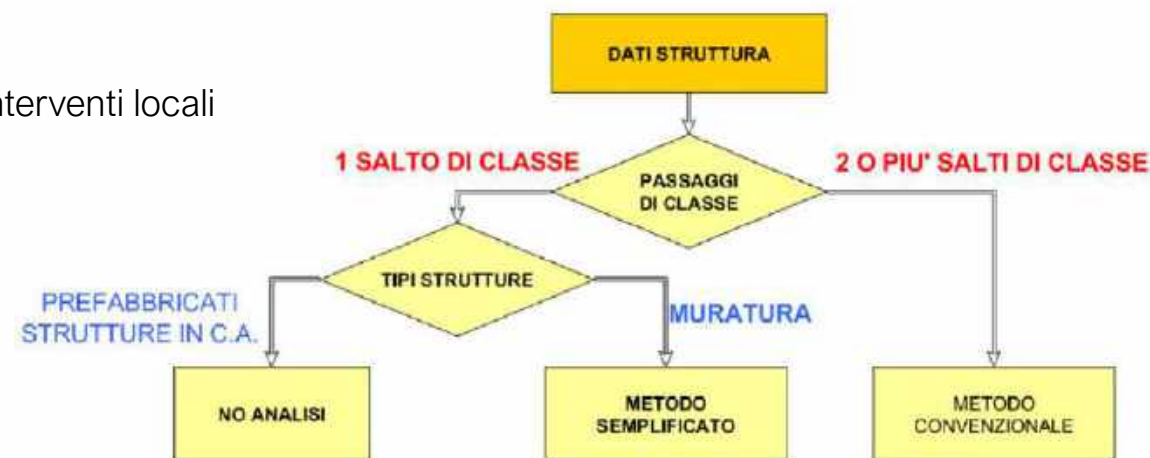 DATI STRUTTURA
interventi locali
1 SALTO DI CLASSE
2 O PIU' SALTI DI CLASSE
PASSAGGI
DI CLASSE
TIPI STRUTTURE
PREFABBRICATI
STRUTTURE IN C.A.
MURATURA
NO ANALISI
METODO
SEMPLIFICATO
METODO
CONVENZIONALE